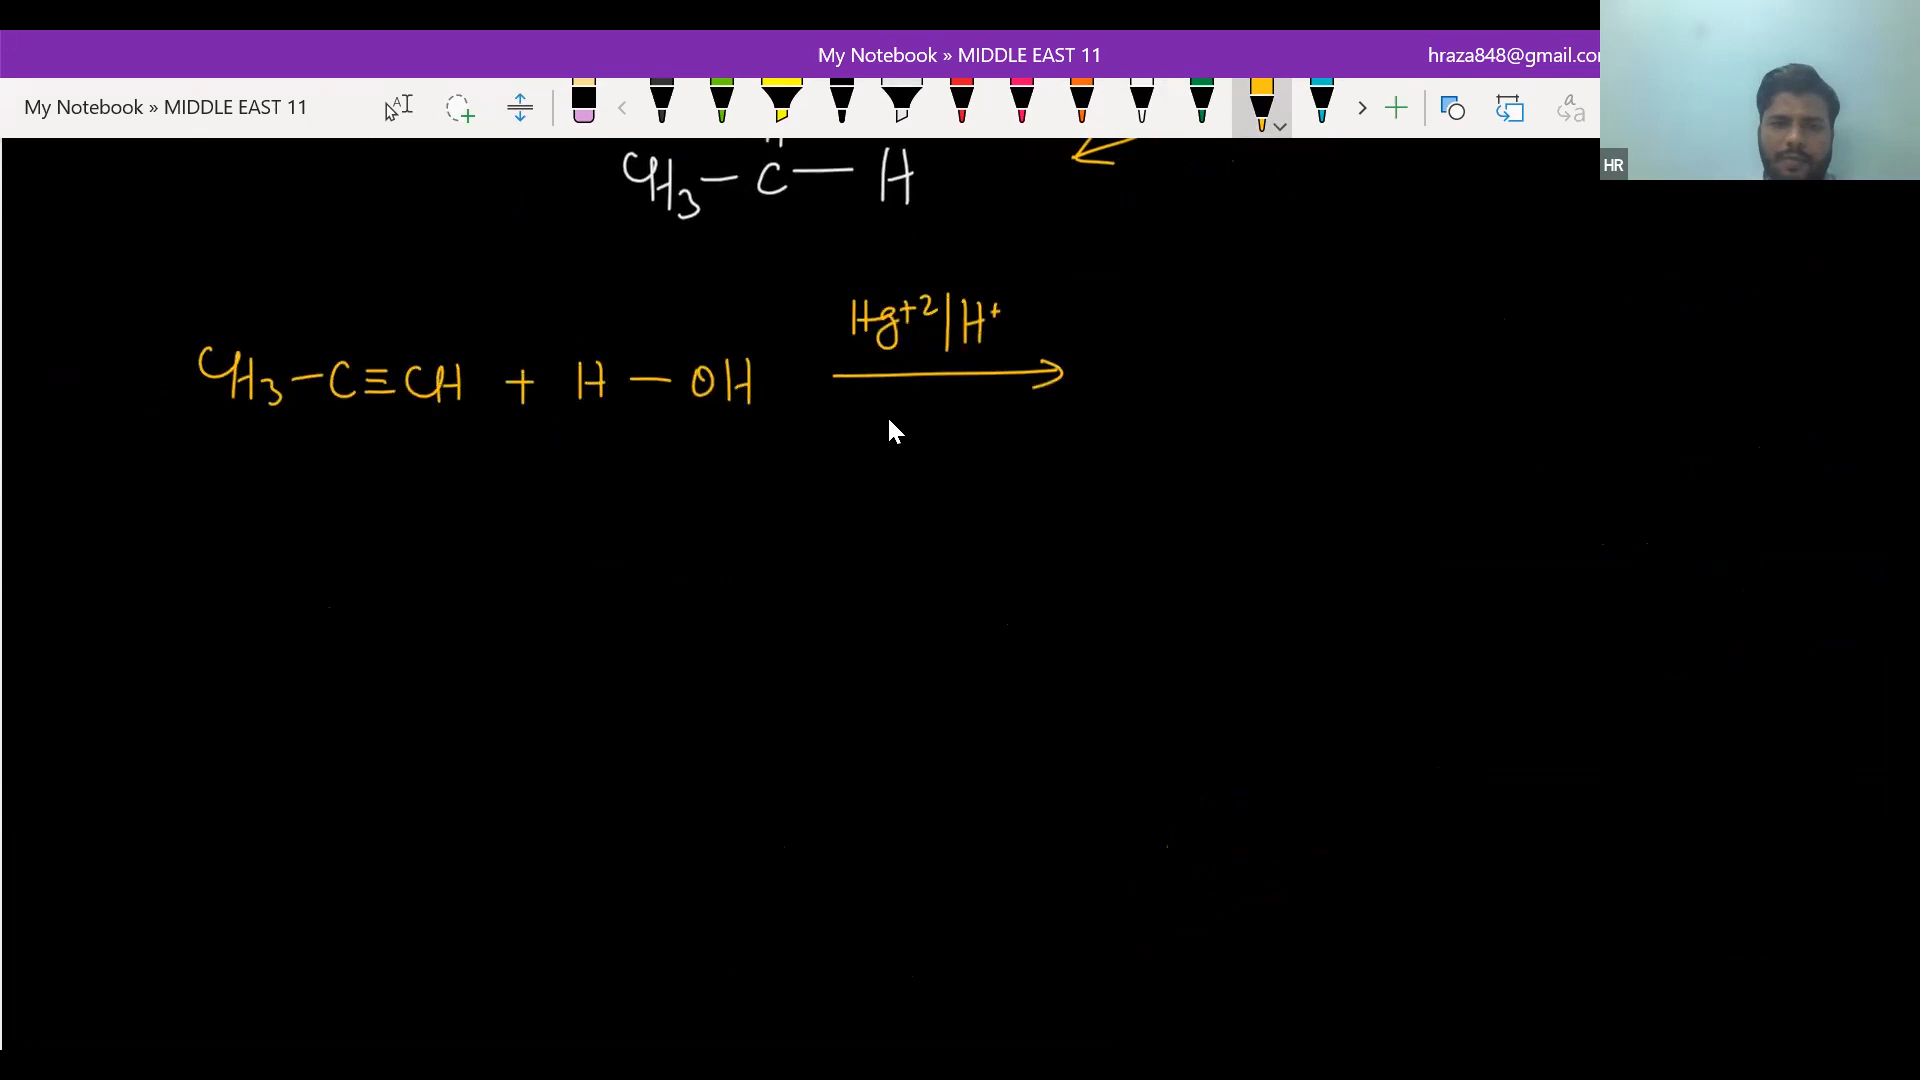 My Notebook » MIDDLE EAST 11
hraza848@gmail.co
My Notebook » MIDDLE EAST 11
HR
CH3 - C - H
Hg+2 | H+
CH3 - C ≡ CH + H - OH